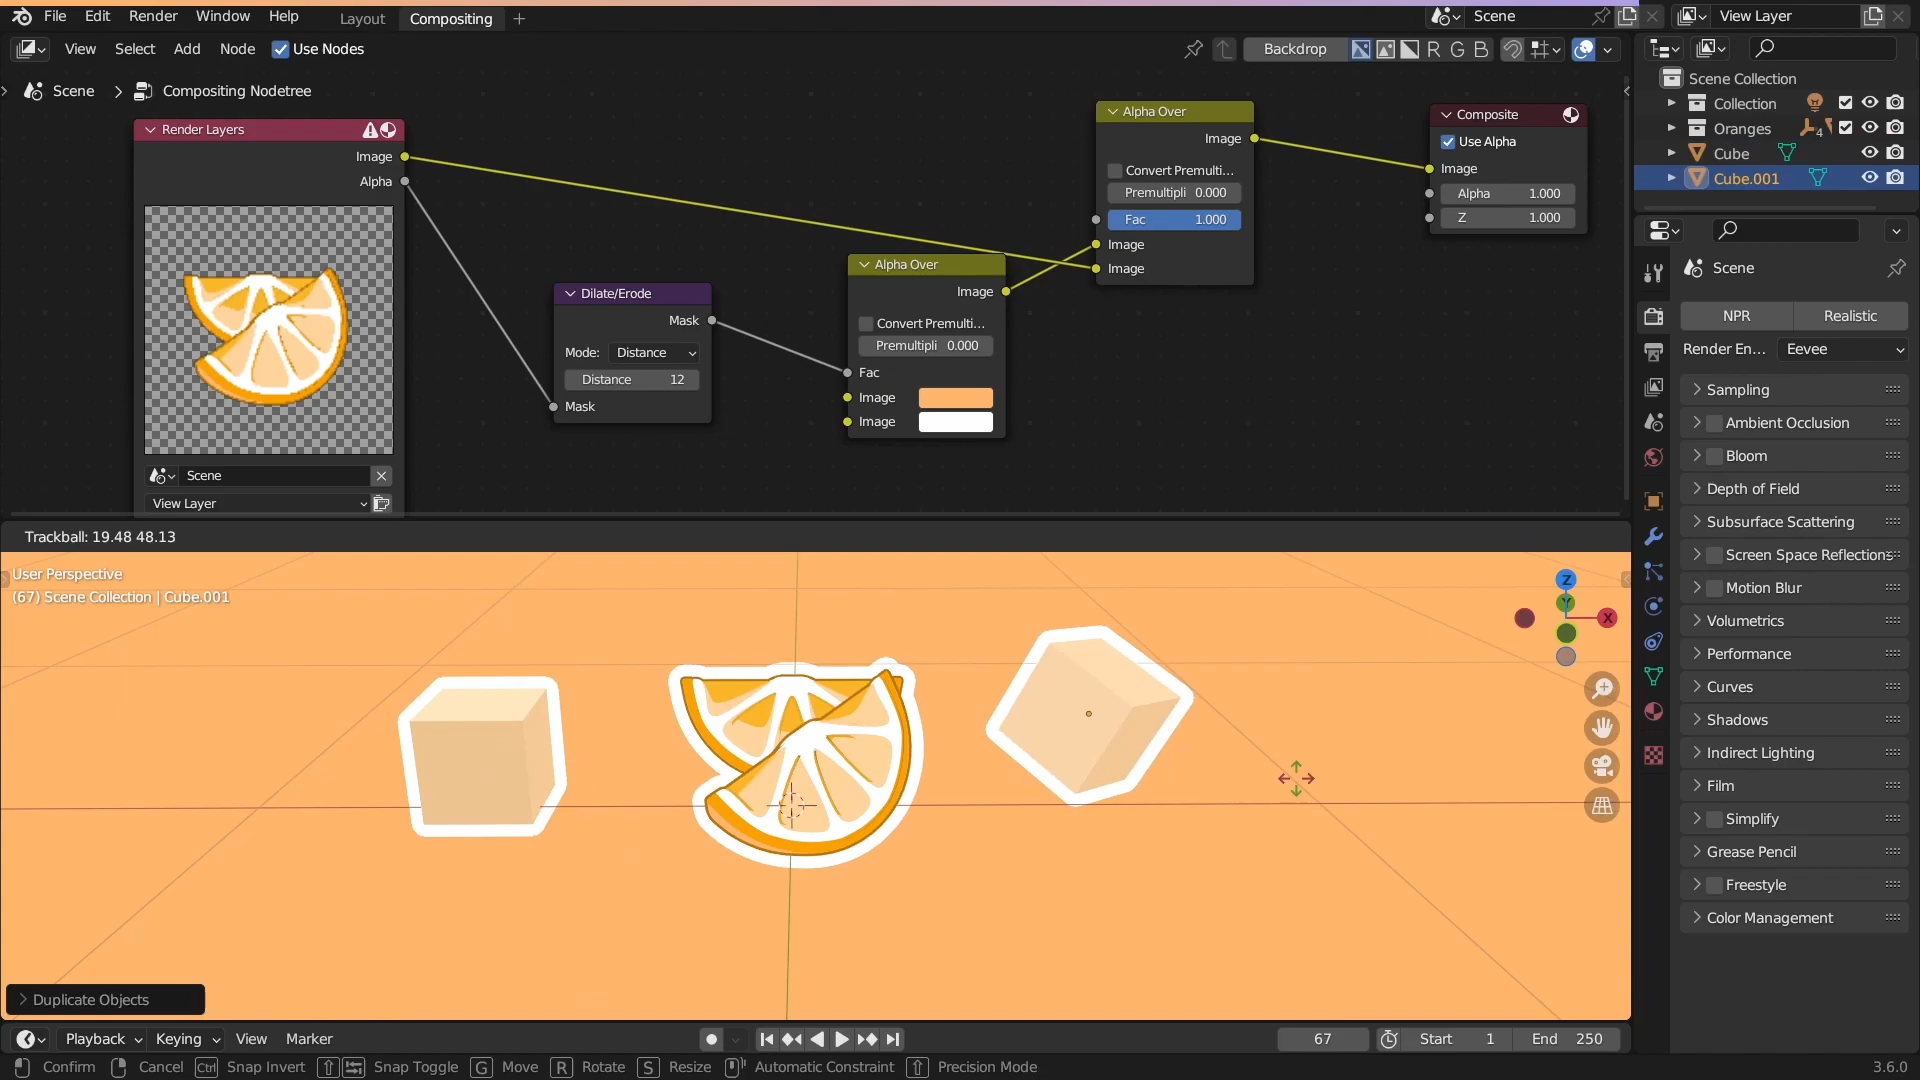 File Edit Render Window Help Layout Compositing Scene View Layer
View Select Add Node Use Nodes Backdrop R G B
Scene Compositing Nodetree
Render Layers
Image
Alpha
Scene
View Layer
Dilate/Erode
Mask
Mode: Distance
Distance 12
Mask
Alpha Over
Image
Convert Premulti...
Premultipli 0.000
Fac
Image
Image
Alpha Over
Image
Convert Premulti...
Premultipli 0.000
Fac 1.000
Image
Image
Composite
Use Alpha
Image
Alpha 1.000
Z 1.000
Scene Collection
Collection
Oranges 4
Cube
Cube.001
Scene
NPR Realistic
Render En... Eevee
Sampling
Ambient Occlusion
Bloom
Depth of Field
Subsurface Scattering
Screen Space Reflections
Motion Blur
Volumetrics
Performance
Curves
Shadows
Indirect Lighting
Film
Simplify
Grease Pencil
Freestyle
Color Management
Trackball: 19.48 48.13
User Perspective
(67) Scene Collection | Cube.001
Z
Y
X
Duplicate Objects
Playback Keying View Marker 67 Start 1 End 250
Confirm Cancel Ctrl Snap Invert Snap Toggle G Move R Rotate S Resize Automatic Constraint Precision Mode 3.6.0